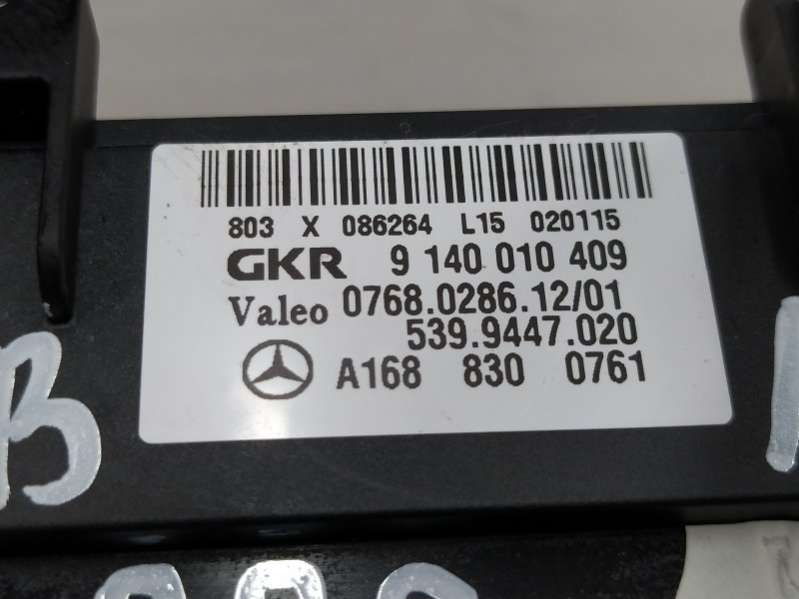 803 X 086264 L15 020115
GKR 9 140 010 409
Valeo 0768.0286.12/01
539.9447.020
A168 830 0761
B